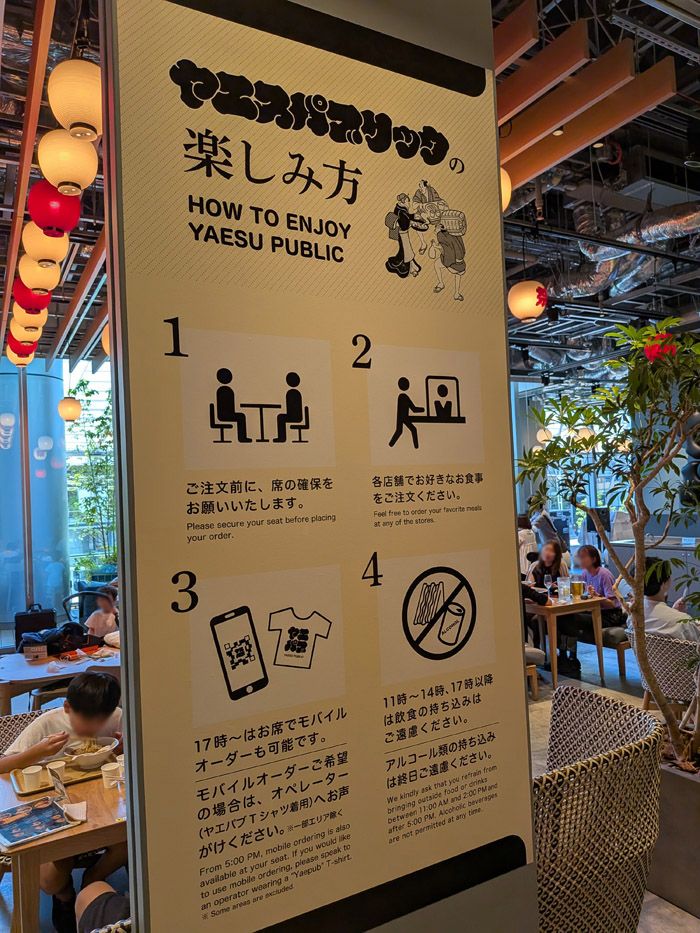 ヤエスパブリックの
楽しみ方
HOW TO ENJOY
YAESU PUBLIC
1
ご注文前に、席の確保を
お願いいたします。
Please secure your seat before placing
your order.
2
各店舗でお好きなお食事
をご注文ください。
Feel free to order your favorite meals
at any of the stores.
3
ヤエ
パブ
YAESU PUBLIC
17時〜はお席でモバイル
オーダーも可能です。
モバイルオーダーご希望
の場合は、オペレーター
(ヤエパブTシャツ着用)へお声
がけください。※一部エリア除く
From 5:00 PM, mobile ordering is also
available at your seat. If you would like
to use mobile ordering, please speak to
an operator wearing a "Yaepub" T-shirt.
※ Some areas are excluded.
4
ALCOHOL
11時〜14時、17時以降
は飲食の持ち込みは
ご遠慮ください。
アルコール類の持ち込み
は終日ご遠慮ください。
We kindly ask that you refrain from
bringing outside food or drinks
between 11:00 AM and 2:00 PM and
after 5:00 PM. Alcoholic beverages
are not permitted at any time.